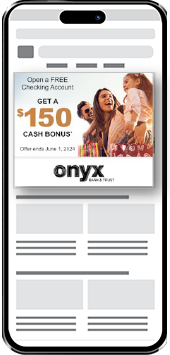 Open a FREE
Checking Account
GET A
$150
CASH BONUS*
Offer ends June 1, 2024
onyx
BANK & TRUST